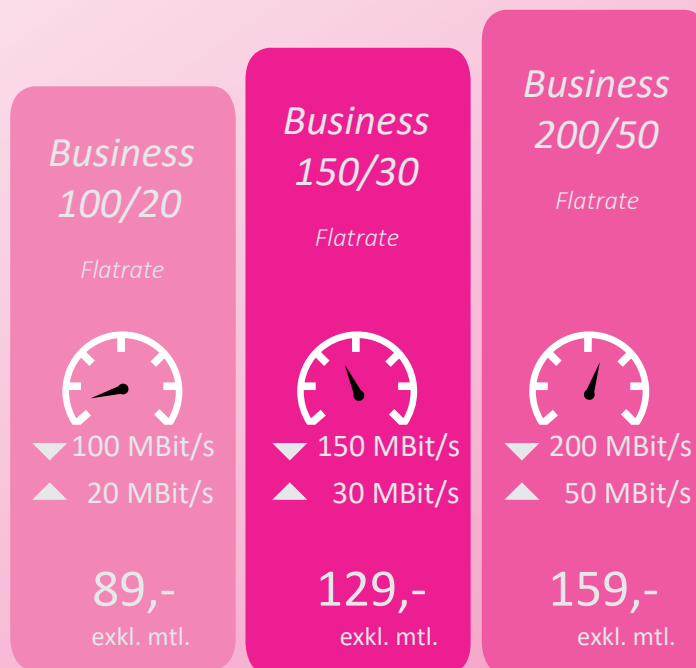 Business
100/20
Flatrate
100 MBit/s
20 MBit/s
89,-
exkl. mtl.
Business
150/30
Flatrate
150 MBit/s
30 MBit/s
129,-
exkl. mtl.
Business
200/50
Flatrate
200 MBit/s
50 MBit/s
159,-
exkl. mtl.